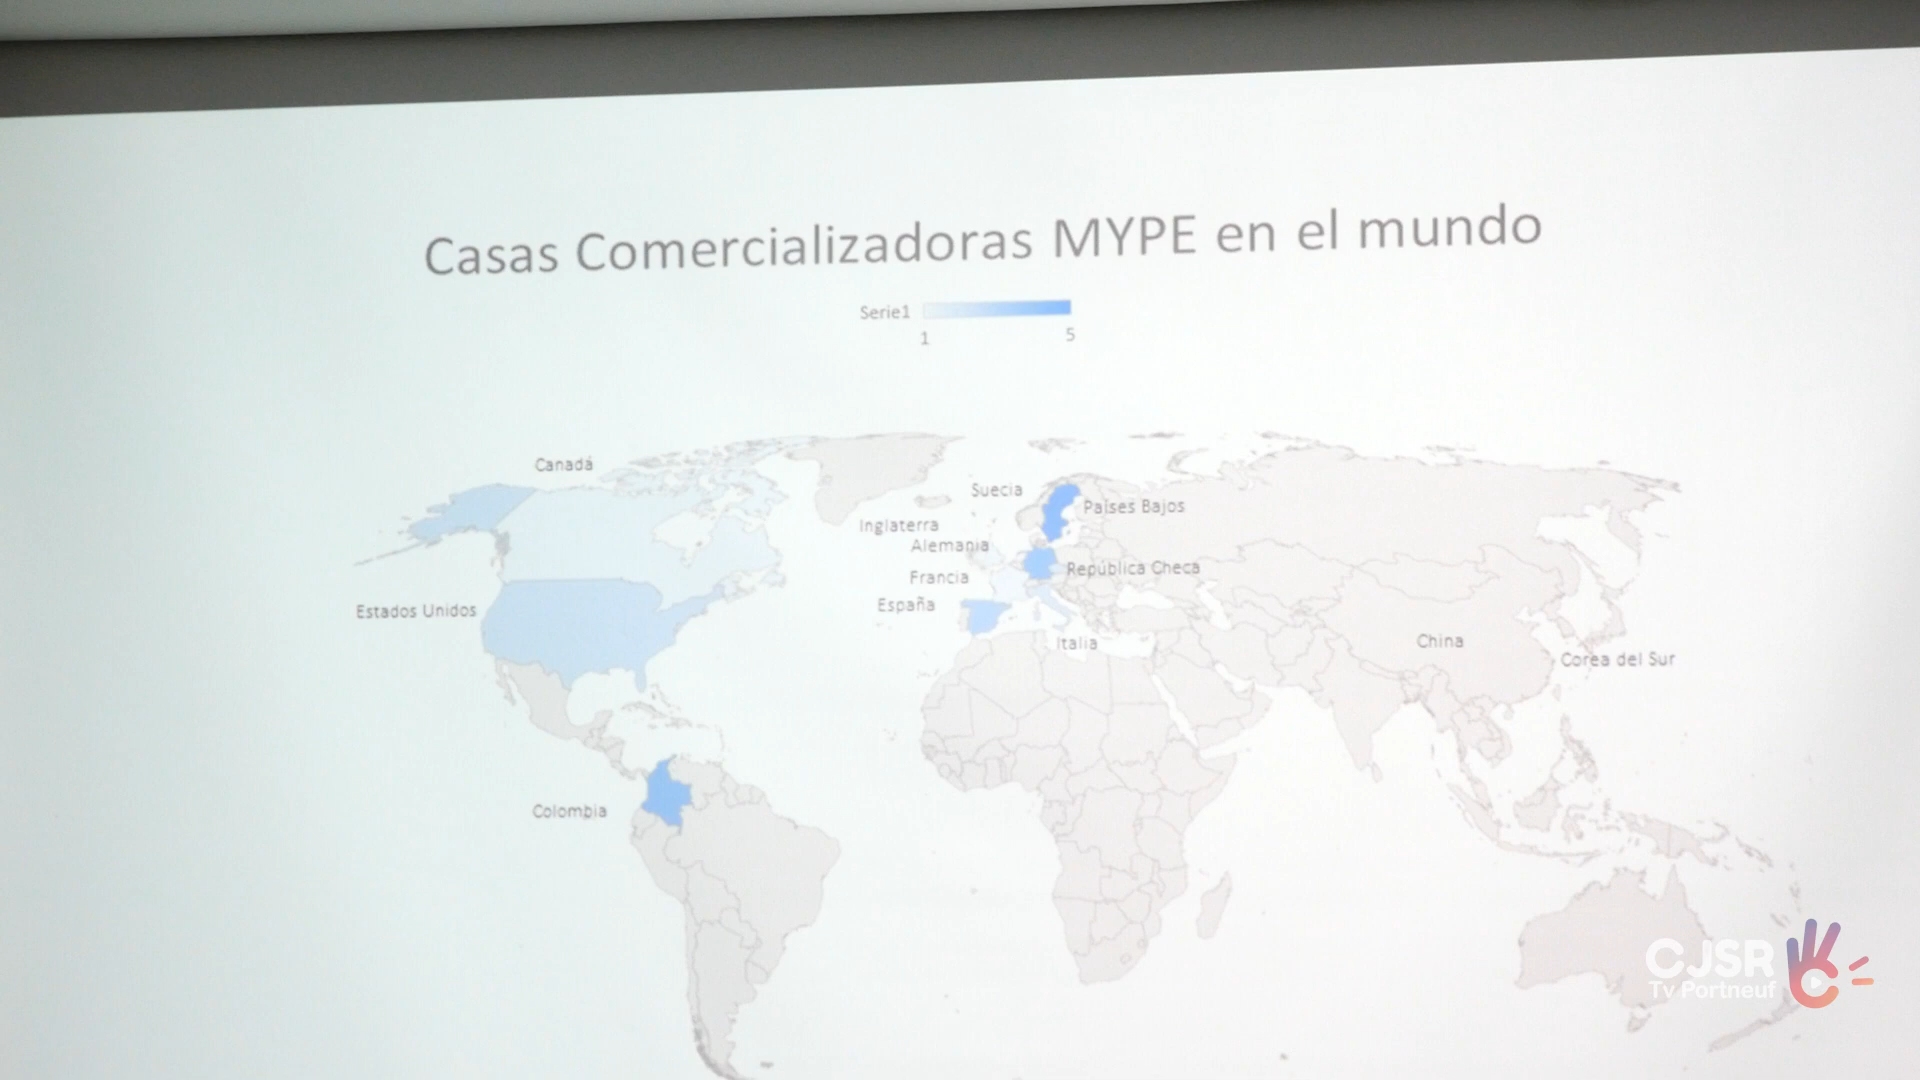 Casas Comercializadoras MYPE en el mundo
Serie1
1
5
Canadá
Suecia
Países Bajos
Inglaterra
Alemania
República Checa
Francia
España
Estados Unidos
Italia
China
Corea del Sur
Colombia
CJSR
Tv Portneuf